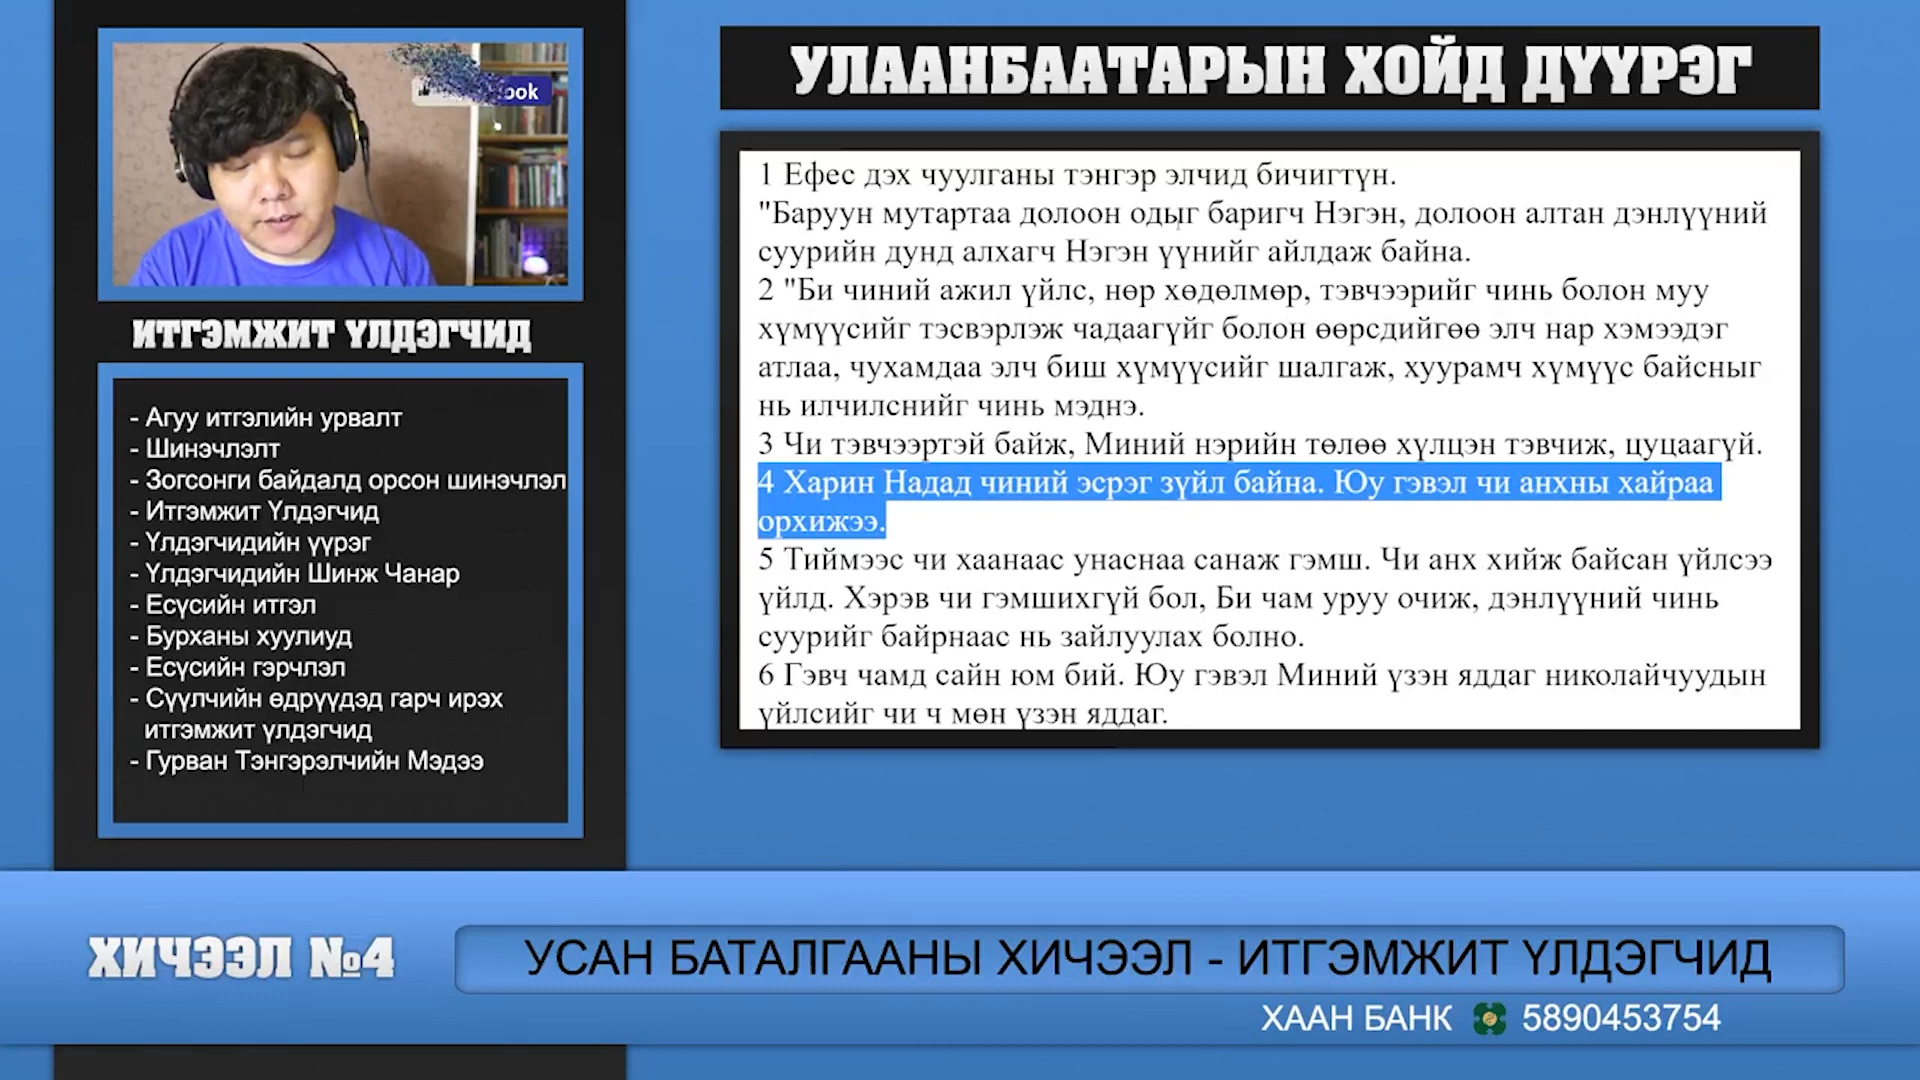 ook
ИТГЭМЖИТ ҮЛДЭГЧИД
- Агуу итгэлийн урвалт
- Шинэчлэлт
- Зогсонги байдалд орсон шинэчлэл
- Итгэмжит Үлдэгчид
- Үлдэгчидийн үүрэг
- Үлдэгчидийн Шинж Чанар
- Есүсийн итгэл
- Бурханы хуулиуд
- Есүсийн гэрчлэл
- Сүүлчийн өдрүүдэд гарч ирэх
итгэмжит үлдэгчид
- Гурван Тэнгэрэлчийн Мэдээ
УЛААНБААТАРЫН ХОЙД ДҮҮРЭГ
1 Ефес дэх чуулганы тэнгэр элчид бичигтүн.
"Баруун мутартаа долоон одыг баригч Нэгэн, долоон алтан дэнлүүний
суурийн дунд алхагч Нэгэн үүнийг айлдаж байна.
2 "Би чиний ажил үйлс, нөр хөдөлмөр, тэвчээрийг чинь болон муу
хүмүүсийг тэсвэрлэж чадаагүйг болон өөрсдийгөө элч нар хэмээдэг
атлаа, чухамдаа элч биш хүмүүсийг шалгаж, хуурамч хүмүүс байсныг
нь илчилснийг чинь мэднэ.
3 Чи тэвчээртэй байж, Миний нэрийн төлөө хүлцэн тэвчиж, цуцаагүй.
4 Харин Надад чиний эсрэг зүйл байна. Юу гэвэл чи анхны хайраа
орхижээ.
5 Тиймээс чи хаанаас унаснаа санаж гэмш. Чи анх хийж байсан үйлсээ
үйлд. Хэрэв чи гэмшихгүй бол, Би чам уруу очиж, дэнлүүний чинь
суурийг байрнаас нь зайлуулах болно.
6 Гэвч чамд сайн юм бий. Юу гэвэл Миний үзэн яддаг николайчуудын
үйлсийг чи ч мөн үзэн яддаг.
ХИЧЭЭЛ №4
УСАН БАТАЛГААНЫ ХИЧЭЭЛ - ИТГЭМЖИТ ҮЛДЭГЧИД
ХААН БАНК 5890453754